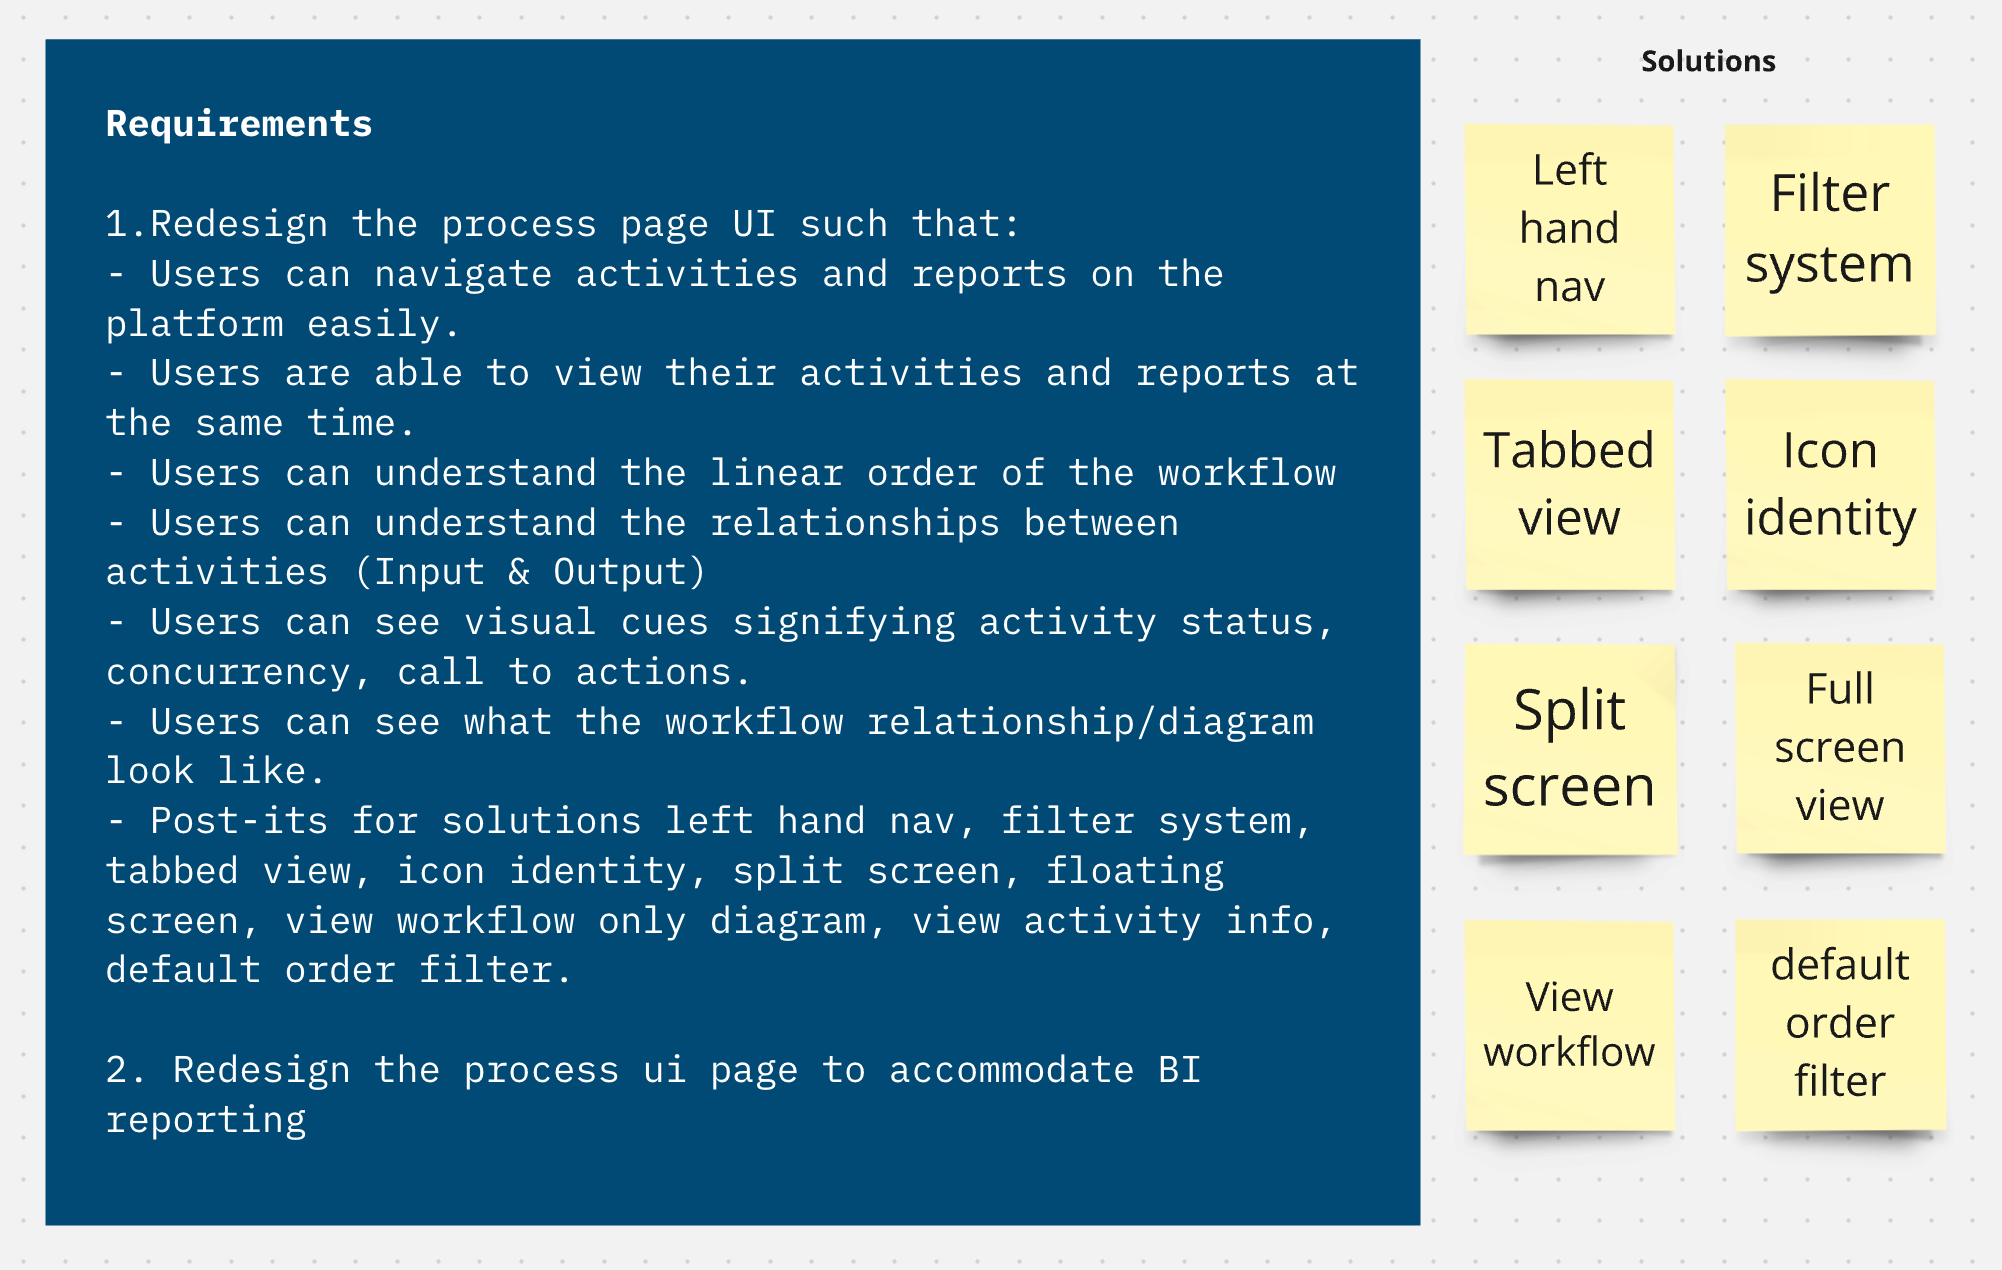 Requirements
1.Redesign the process page UI such that:
- Users can navigate activities and reports on the
platform easily.
- Users are able to view their activities and reports at
the same time.
- Users can understand the linear order of the workflow
- Users can understand the relationships between
activities (Input & Output)
- Users can see visual cues signifying activity status,
concurrency, call to actions.
- Users can see what the workflow relationship/diagram
look like.
- Post-its for solutions left hand nav, filter system,
tabbed view, icon identity, split screen, floating
screen, view workflow only diagram, view activity info,
default order filter.
2. Redesign the process ui page to accommodate BI
reporting
Solutions
Left
hand
nav
Filter
system
Tabbed
view
Icon
identity
Split
screen
Full
screen
view
View
workflow
default
order
filter